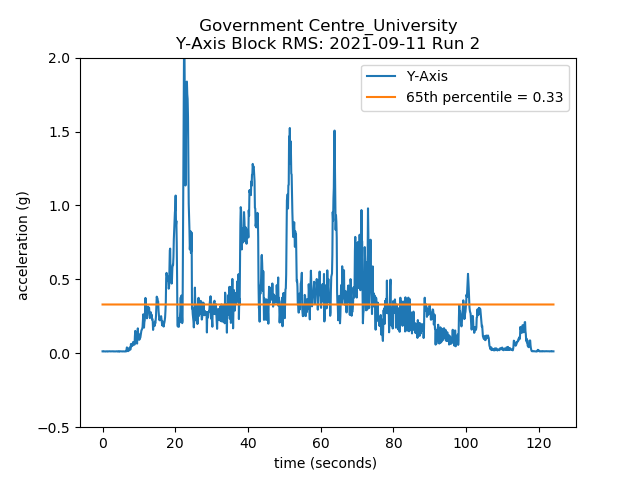 Government Centre_University
Y-Axis Block RMS: 2021-09-11 Run 2
Y-Axis
65th percentile = 0.33
acceleration (g)
2.0
1.5
1.0
0.5
0.0
−0.5
0 20 40 60 80 100 120
time (seconds)